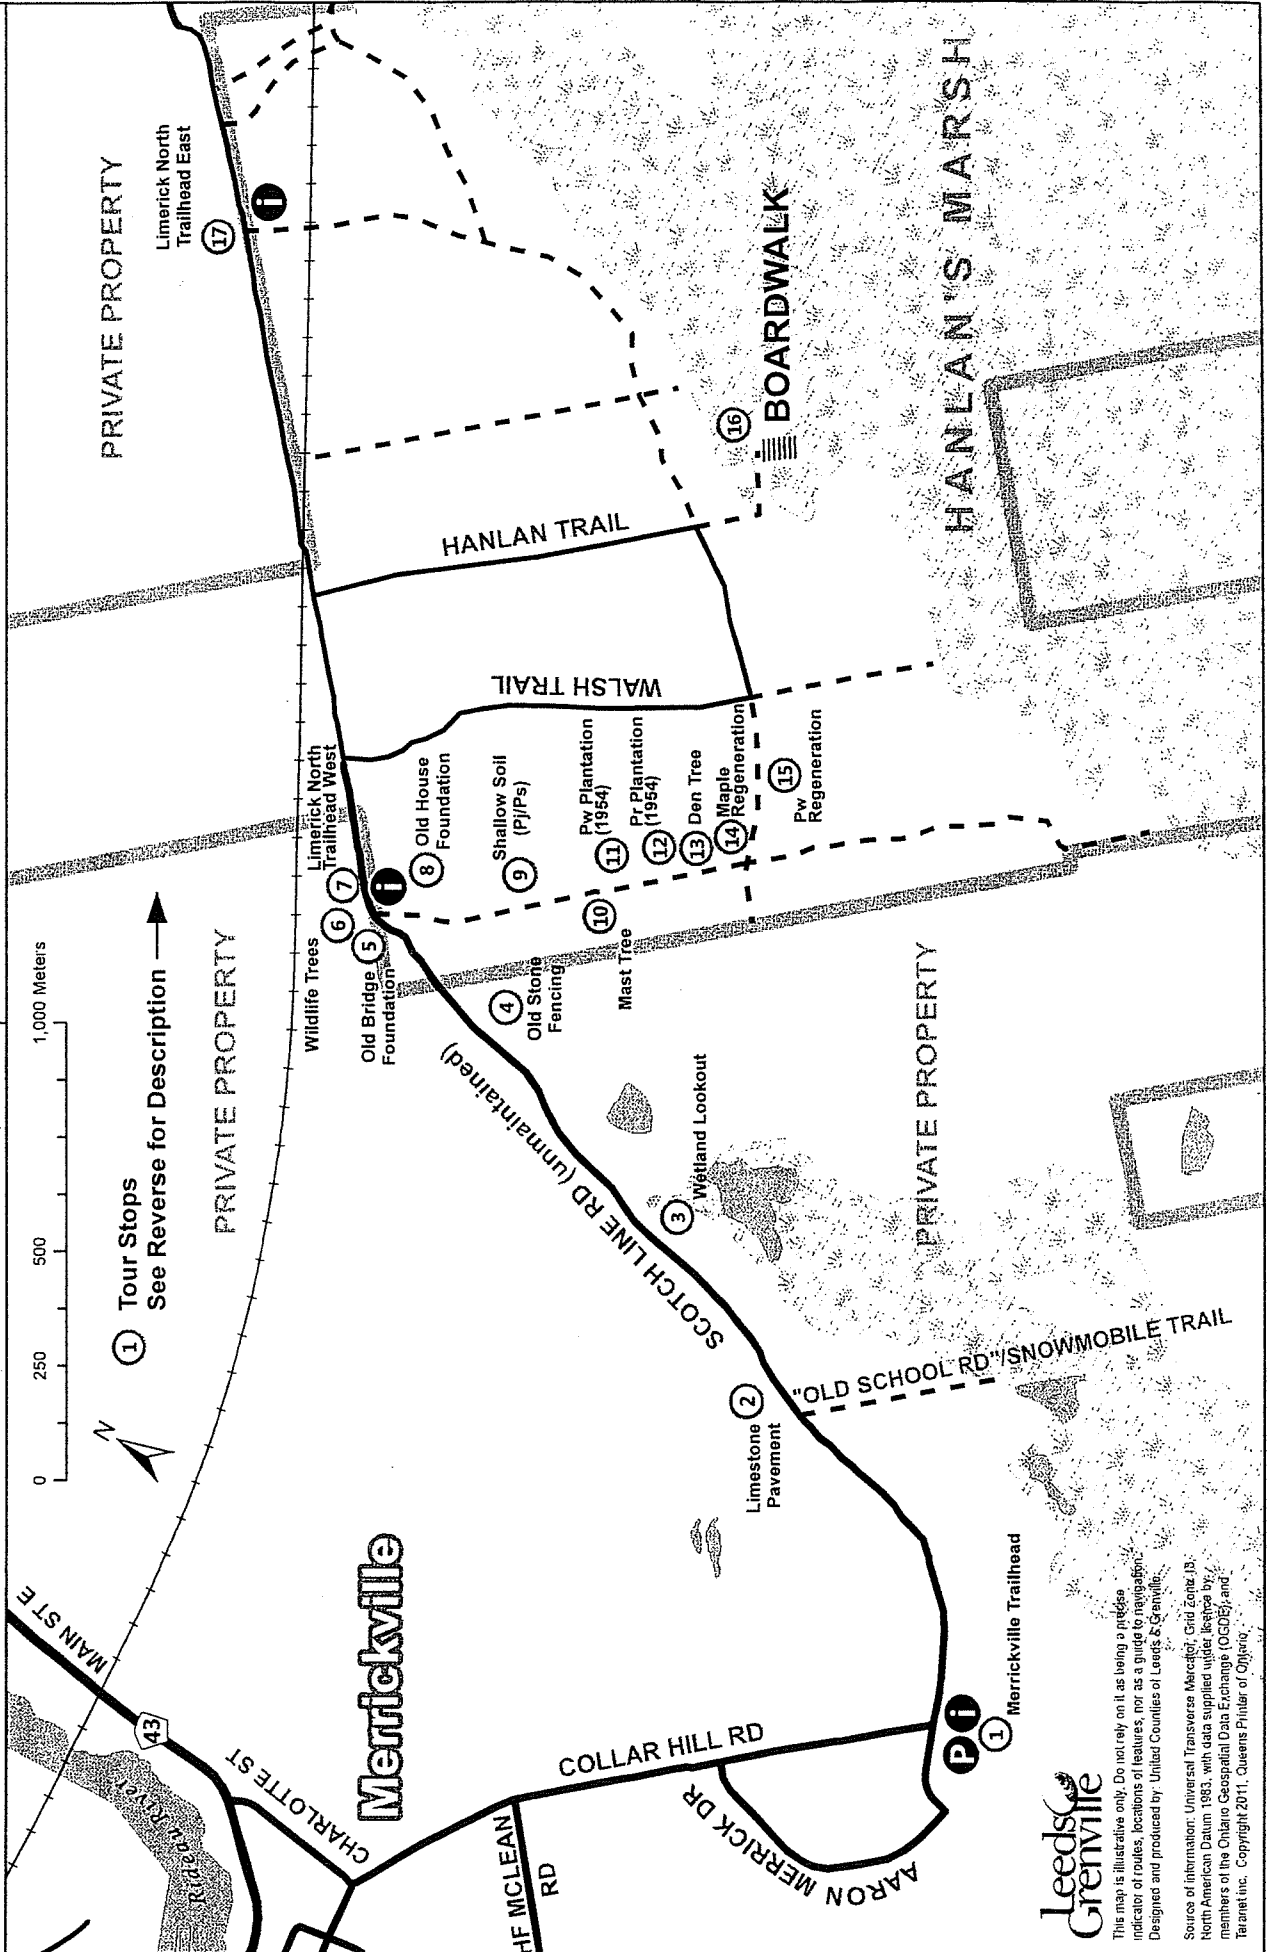 0 250 500 1,000 Meters
N
① Tour Stops
See Reverse for Description
MAIN ST E
43
Rideau River
CHARLOTTE ST
Merrickville
HF MCLEAN
RD
COLLAR HILL RD
AARON MERRICK DR
P i
1
Merrickville Trailhead
2
Limestone
Pavement
"OLD SCHOOL RD"/SNOWMOBILE TRAIL
SCOTCH LINE RD (unmaintained)
3
Wetland Lookout
4
Old Stone
Fencing
5
Old Bridge
Foundation
6
Wildlife Trees
7
Limerick North
Trailhead West
i
8
Old House
Foundation
9
Shallow Soil
(Pj/Ps)
10
Mast Tree
11
Pw Plantation
(1954)
12
Pr Plantation
(1954)
13
Den Tree
14
Maple
Regeneration
15
Pw
Regeneration
WALSH TRAIL
HANLAN TRAIL
16
BOARDWALK
17
Limerick North
Trailhead East
i
HANLAN'S MARSH
PRIVATE PROPERTY
PRIVATE PROPERTY
PRIVATE PROPERTY
Leeds
Grenville
This map is illustrative only. Do not rely on it as being a precise
indicator of routes, locations of features, nor as a guide to navigation.
Designed and produced by: United Counties of Leeds & Grenville.
Source of information: Universal Transverse Mercator, Grid Zone 18,
North American Datum 1983, with data supplied under licence by
members of the Ontario Geospatial Data Exchange (OGDE), and
Teranet inc. Copyright 2011, Queens Printer of Ontario.